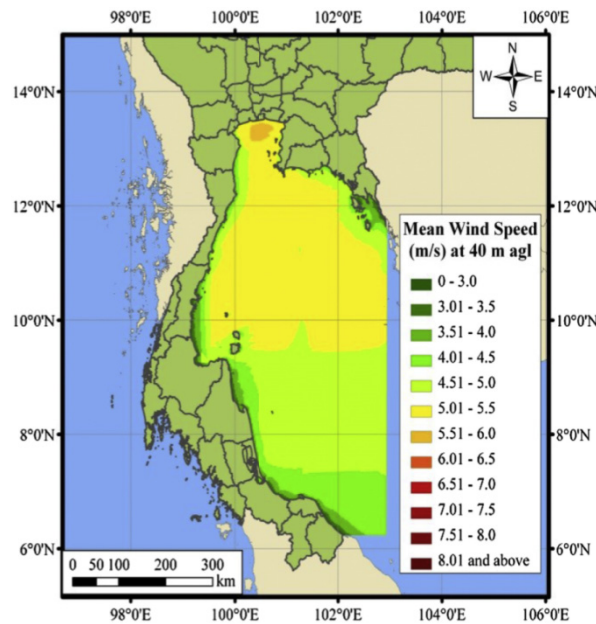 98°0'E 100°0'E 102°0'E 104°0'E 106°0'E
N
W E
S
14°0'N
12°0'N
10°0'N
8°0'N
6°0'N
14°0'N
12°0'N
10°0'N
8°0'N
6°0'N
Mean Wind Speed
(m/s) at 40 m agl
0 - 3.0
3.01 - 3.5
3.51 - 4.0
4.01 - 4.5
4.51 - 5.0
5.01 - 5.5
5.51 - 6.0
6.01 - 6.5
6.51 - 7.0
7.01 - 7.5
7.51 - 8.0
8.01 and above
0 50 100 200 300
km
98°0'E 100°0'E 102°0'E 104°0'E 106°0'E